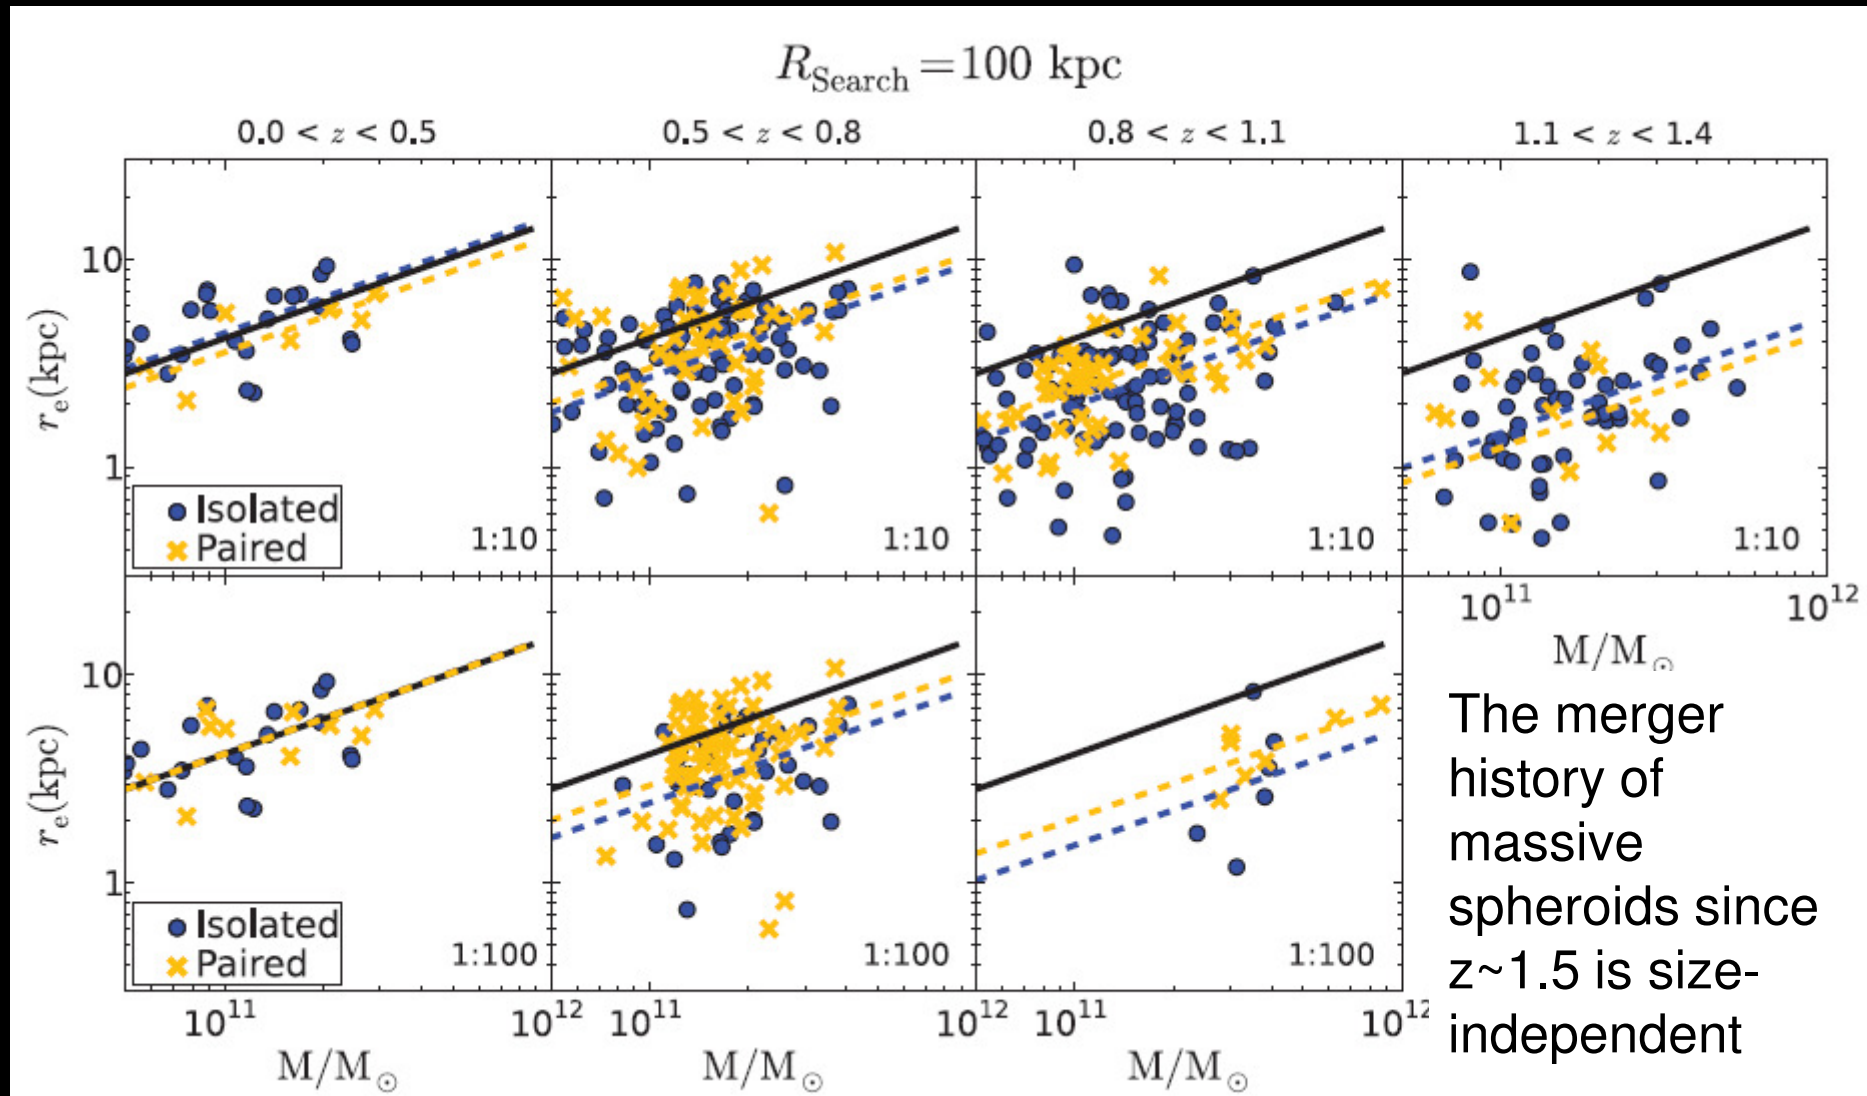 R_Search = 100 kpc
0.0 < z < 0.5
0.5 < z < 0.8
0.8 < z < 1.1
1.1 < z < 1.4
r_e(kpc)
10
1
Isolated
Paired
1:10
1:10
1:10
1:10
10^11
10^12
M/M_⊙
r_e(kpc)
10
1
Isolated
Paired
1:100
1:100
1:100
10^11
10^12
10^11
10^12
10^11
10^12
M/M_⊙
M/M_⊙
M/M_⊙
The merger
history of
massive
spheroids since
z~1.5 is size-
independent